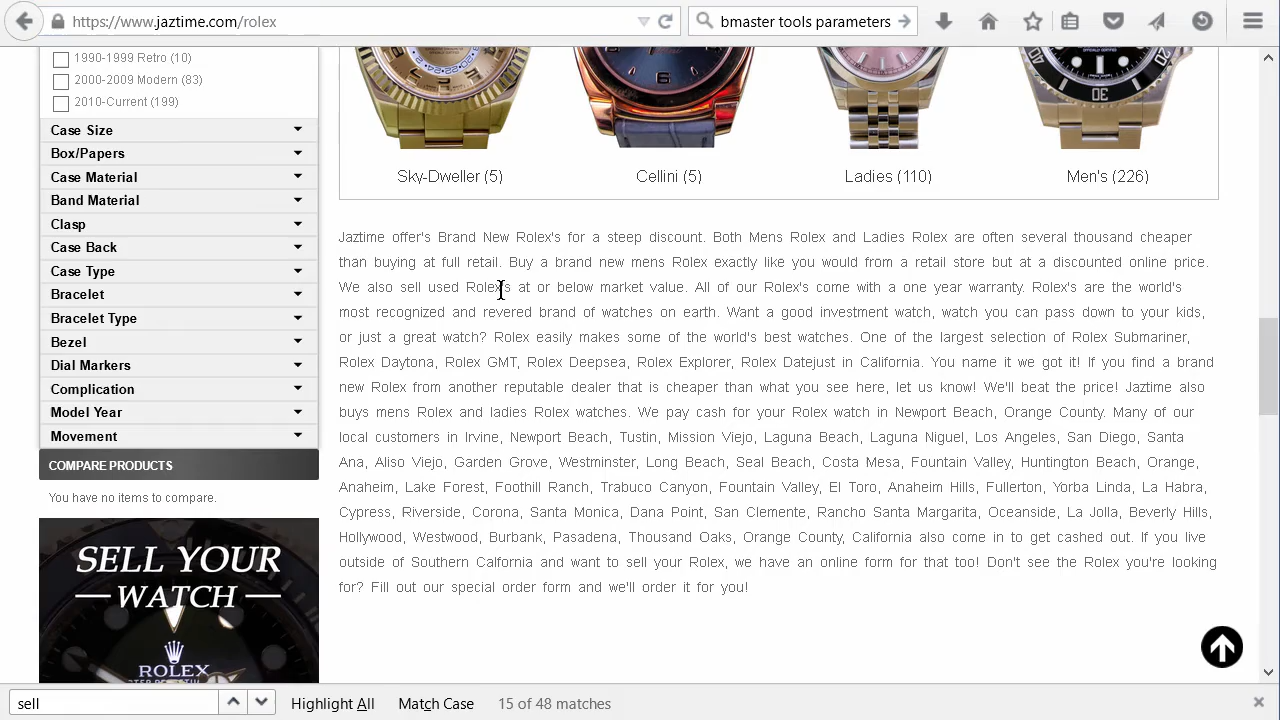 https://www.jaztime.com/rolex
bmaster tools parameters
1990-1999 Retro (10)
2000-2009 Modern (83)
2010-Current (193)
Case Size
Box/Papers
Case Material
Band Material
Clasp
Case Back
Case Type
Bracelet
Bracelet Type
Bezel
Dial Markers
Complication
Model Year
Movement
COMPARE PRODUCTS
You have no items to compare.
SELL YOUR
WATCH
ROLEX
Sky-Dweller (5)
Cellini (5)
Ladies (110)
Men's (226)
Jaztime offer's Brand New Rolex's for a steep discount. Both Mens Rolex and Ladies Rolex are often several thousand cheaper
than buying at full retail. Buy a brand new mens Rolex exactly like you would from a retail store but at a discounted online price.
We also sell used Rolex's at or below market value. All of our Rolex's come with a one year warranty. Rolex's are the world's
most recognized and revered brand of watches on earth. Want a good investment watch, watch you can pass down to your kids,
or just a great watch? Rolex easily makes some of the world's best watches. One of the largest selection of Rolex Submariner,
Rolex Daytona, Rolex GMT, Rolex Deepsea, Rolex Explorer, Rolex Datejust in California. You name it we got it! If you find a brand
new Rolex from another reputable dealer that is cheaper than what you see here, let us know! We'll beat the price! Jaztime also
buys mens Rolex and ladies Rolex watches. We pay cash for your Rolex watch in Newport Beach, Orange County. Many of our
local customers in Irvine, Newport Beach, Tustin, Mission Viejo, Laguna Beach, Laguna Niguel, Los Angeles, San Diego, Santa
Ana, Aliso Viejo, Garden Grove, Westminster, Long Beach, Seal Beach, Costa Mesa, Fountain Valley, Huntington Beach, Orange,
Anaheim, Lake Forest, Foothill Ranch, Trabuco Canyon, Fountain Valley, El Toro, Anaheim Hills, Fullerton, Yorba Linda, La Habra,
Cypress, Riverside, Corona, Santa Monica, Dana Point, San Clemente, Rancho Santa Margarita, Oceanside, La Jolla, Beverly Hills,
Hollywood, Westwood, Burbank, Pasadena, Thousand Oaks, Orange County, California also come in to get cashed out. If you live
outside of Southern Calfornia and want to sell your Rolex, we have an online form for that too! Don't see the Rolex you're looking
for? Fill out our special order form and we'll order it for you!
sell
Highlight All
Match Case
15 of 48 matches